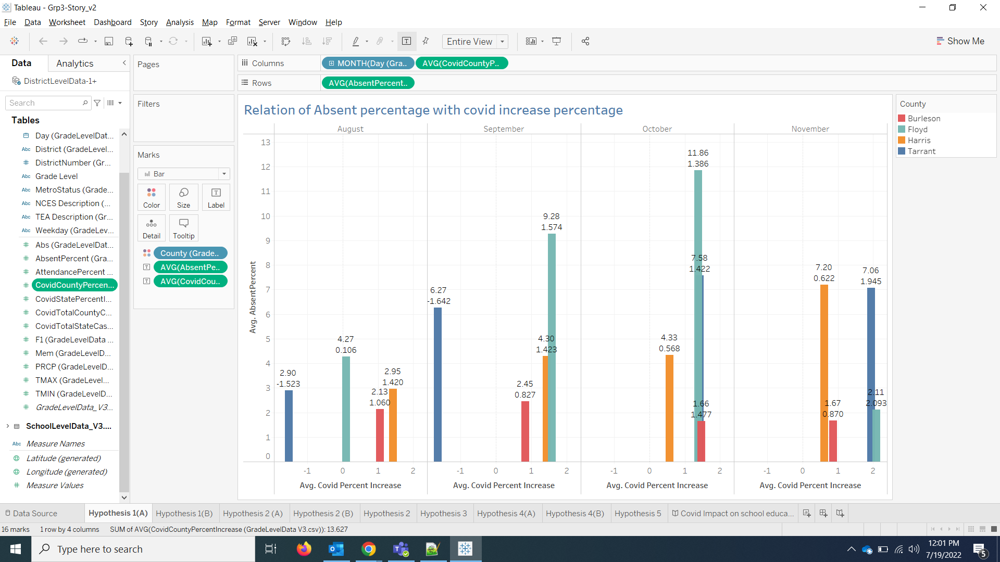 Tableau - Grp3-Story_v2
File Data Worksheet Dashboard Story Analysis Map Format Server Window Help
Entire View
Show Me
Data Analytics
DistrictLevelData-1+
Search
Tables
Day (GradeLevelDat...
Abc District (GradeLevel...
# DistrictNumber (Gr...
Abc Grade Level
Abc MetroStatus (Grade...
Abc NCES Description (...
Abc TEA Description (Gr...
Abc Weekday (GradeLev...
# Abs (GradeLevelDat...
# AbsentPercent (Gra...
# AttendancePercent ...
# CovidCountyPercen...
# CovidStatePercentI...
# CovidTotalCountyC...
# CovidTotalStateCas...
# F1 (GradeLevelData ...
# Mem (GradeLevelD...
# PRCP (GradeLevelD...
# TMAX (GradeLevel...
# TMIN (GradeLevelD...
# GradeLevelData_V3...
SchoolLevelData_V3....
Abc Measure Names
Latitude (generated)
Longitude (generated)
# Measure Values
Pages
Filters
Marks
Bar
Color Size Label
Detail Tooltip
County (Grade..
T AVG(AbsentPe..
T AVG(CovidCou..
Columns MONTH(Day (Gra.. AVG(CovidCountyP..
Rows AVG(AbsentPercent..
Relation of Absent percentage with covid increase percentage
August September October November
Avg. AbsentPercent
13
12
11
10
9
8
7
6
5
4
3
2
1
0
2.90
-1.523
4.27
0.106
2.13
1.060
2.95
1.420
6.27
-1.642
2.45
0.827
4.30
1.423
9.28
1.574
4.33
0.568
11.86
1.386
7.58
1.422
1.66
1.477
7.20
0.622
1.67
0.870
7.06
1.945
2.11
2.093
-1 0 1 2 -1 0 1 2 -1 0 1 2 -1 0 1 2
Avg. Covid Percent Increase Avg. Covid Percent Increase Avg. Covid Percent Increase Avg. Covid Percent Increase
County
Burleson
Floyd
Harris
Tarrant
Data Source Hypothesis 1(A) Hypothesis 1(B) Hypothesis 2 (A) Hypothesis 2 (B) Hypothesis 2 Hypothesis 3 Hypothesis 4(A) Hypothesis 4(B) Hypothesis 5 Covid Impact on school educa...
16 marks 1 row by 4 columns SUM of AVG(CovidCountyPercentIncrease (GradeLevelData V3.csv)): 13.627
Type here to search
12:01 PM
7/19/2022
5